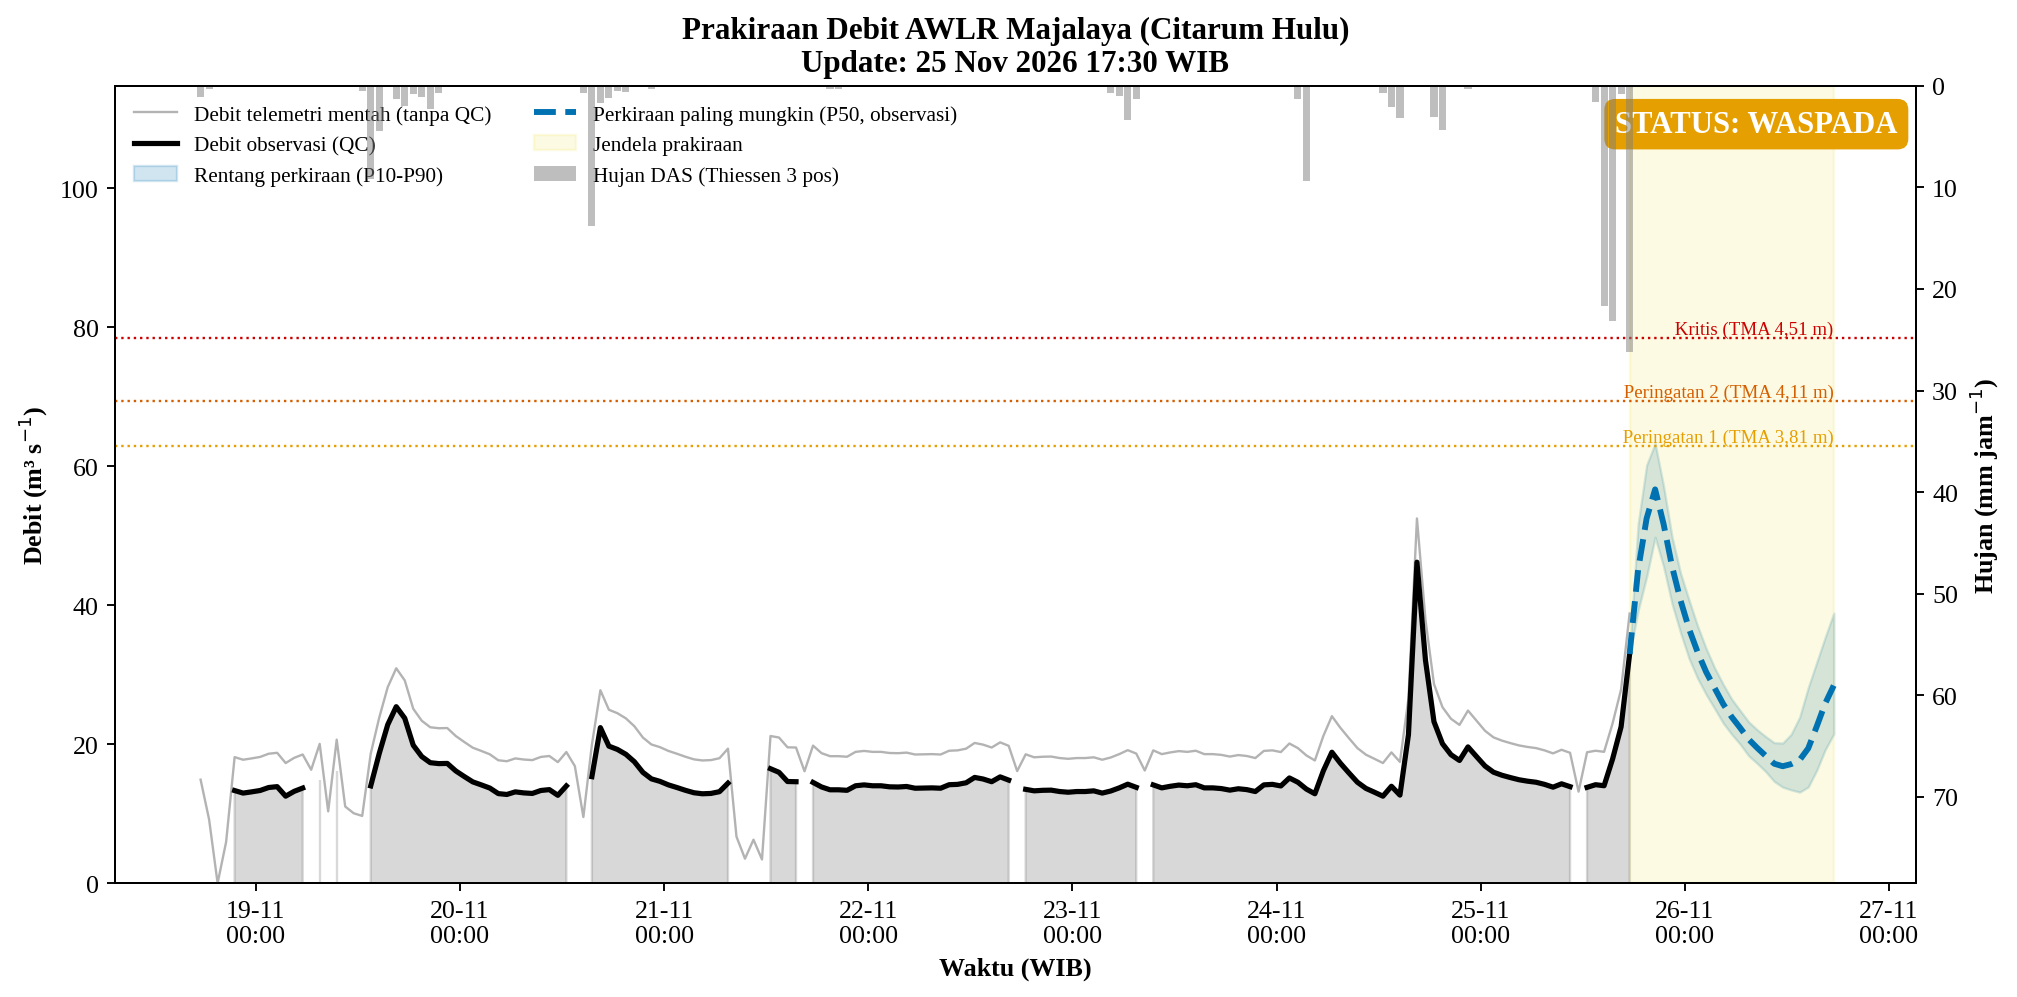 Prakiraan Debit AWLR Majalaya (Citarum Hulu)
Update: 25 Nov 2026 17:30 WIB
Debit telemetri mentah (tanpa QC)
Debit observasi (QC)
Rentang perkiraan (P10-P90)
Perkiraan paling mungkin (P50, observasi)
Jendela prakiraan
Hujan DAS (Thiessen 3 pos)
STATUS: WASPADA
Kritis (TMA 4,51 m)
Peringatan 2 (TMA 4,11 m)
Peringatan 1 (TMA 3,81 m)
Debit (m³ s⁻¹)
100
80
60
40
20
0
Hujan (mm jam⁻¹)
0
10
20
30
40
50
60
70
19-11
00:00
20-11
00:00
21-11
00:00
22-11
00:00
23-11
00:00
24-11
00:00
25-11
00:00
26-11
00:00
27-11
00:00
Waktu (WIB)